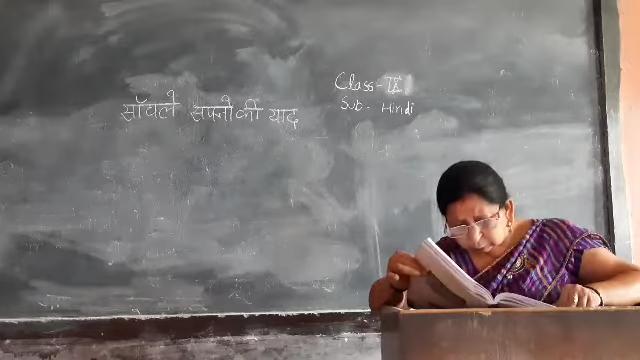 Class - IX
Sub - Hindi
साँवले सपनों की याद